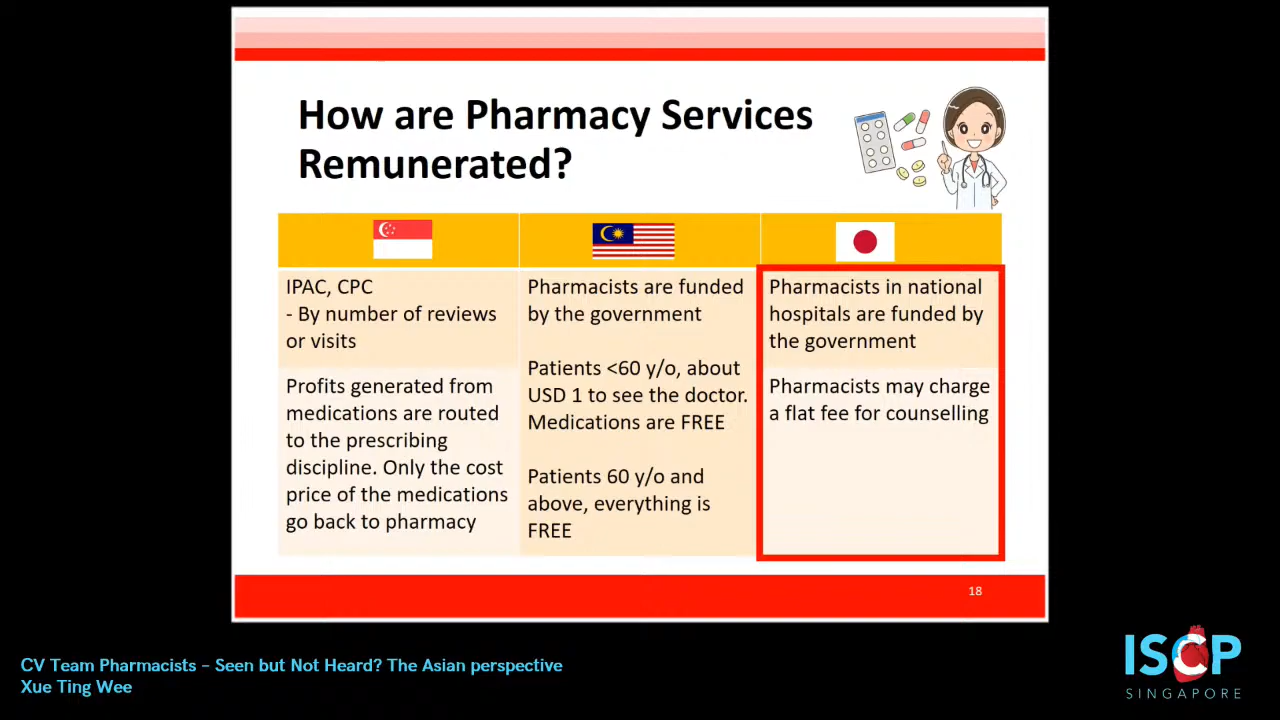 How are Pharmacy Services
Remunerated?
IPAC, CPC
- By number of reviews
or visits
Profits generated from
medications are routed
to the prescribing
discipline. Only the cost
price of the medications
go back to pharmacy
Pharmacists are funded
by the government
Patients <60 y/o, about
USD 1 to see the doctor.
Medications are FREE
Patients 60 y/o and
above, everything is
FREE
Pharmacists in national
hospitals are funded by
the government
Pharmacists may charge
a flat fee for counselling
18
CV Team Pharmacists – Seen but Not Heard? The Asian perspective
Xue Ting Wee
ISCP
SINGAPORE